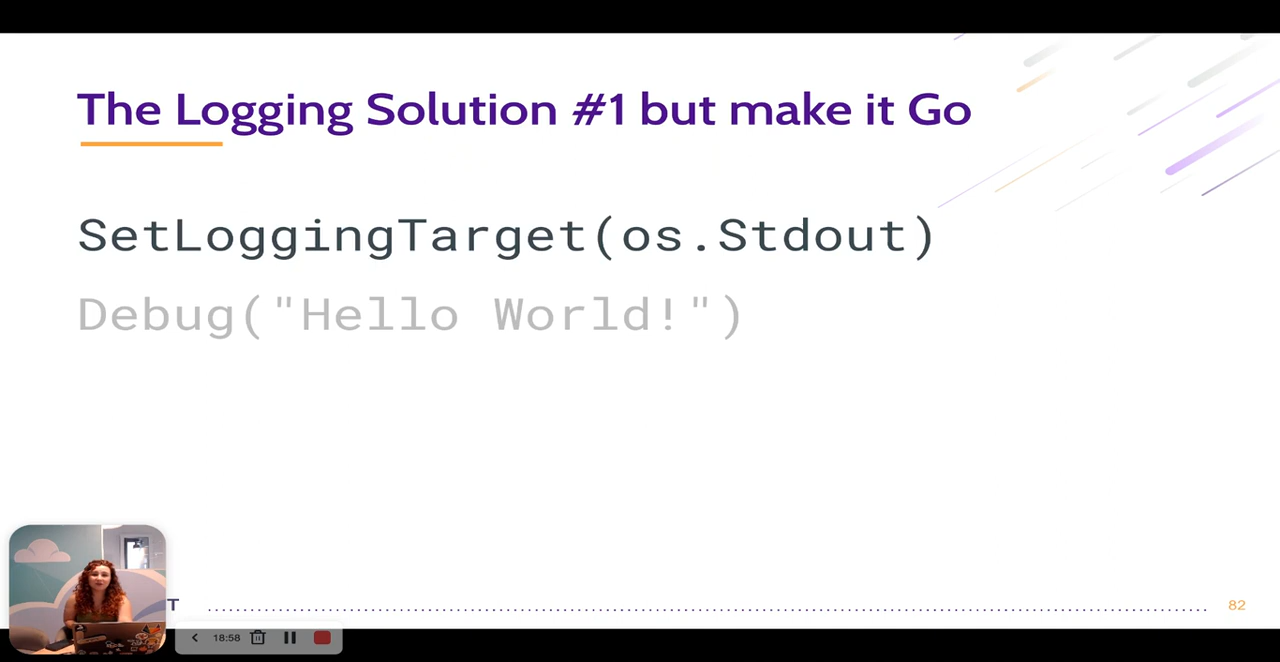 The Logging Solution #1 but make it Go
SetLoggingTarget(os.Stdout)
Debug("Hello World!")
T
82
18:58